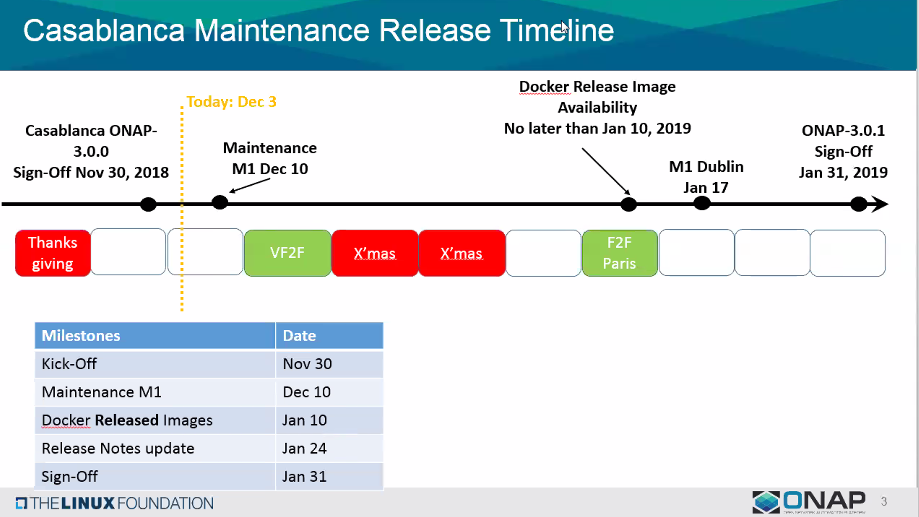 Casablanca Maintenance Release Timeline
Today: Dec 3
Casablanca ONAP-
3.0.0
Sign-Off Nov 30, 2018
Maintenance
M1 Dec 10
Docker Release Image
Availability
No later than Jan 10, 2019
M1 Dublin
Jan 17
ONAP-3.0.1
Sign-Off
Jan 31, 2019
Thanks
giving
VF2F
X'mas
X'mas
F2F
Paris
Milestones Date
Kick-Off Nov 30
Maintenance M1 Dec 10
Docker Released Images Jan 10
Release Notes update Jan 24
Sign-Off Jan 31
THE LINUX FOUNDATION
ONAP
3